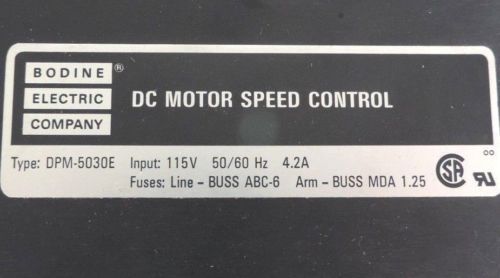 BODINE ®
ELECTRIC
COMPANY
DC MOTOR SPEED CONTROL
Type: DPM-5030E Input: 115V 50/60 Hz 4.2A
Fuses: Line – BUSS ABC-6 Arm – BUSS MDA 1.25